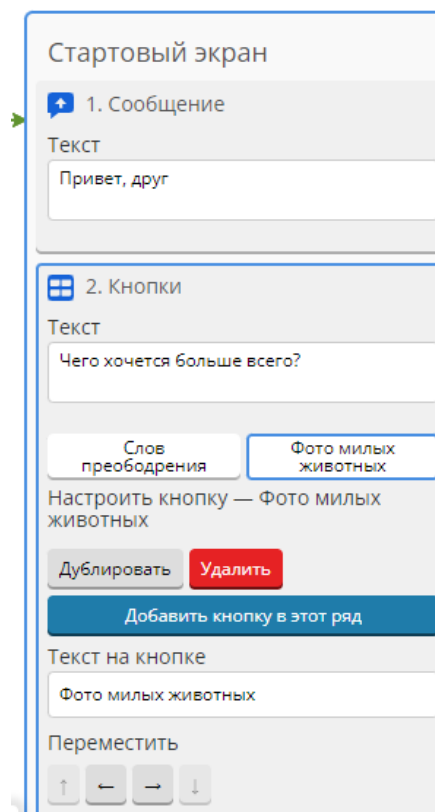 Стартовый экран
1. Сообщение
Текст
Привет, друг
2. Кнопки
Текст
Чего хочется больше всего?
Слов
преободрения
Фото милых
животных
Настроить кнопку — Фото милых
животных
Дублировать
Удалить
Добавить кнопку в этот ряд
Текст на кнопке
Фото милых животных
Переместить
↑ ← → ↓